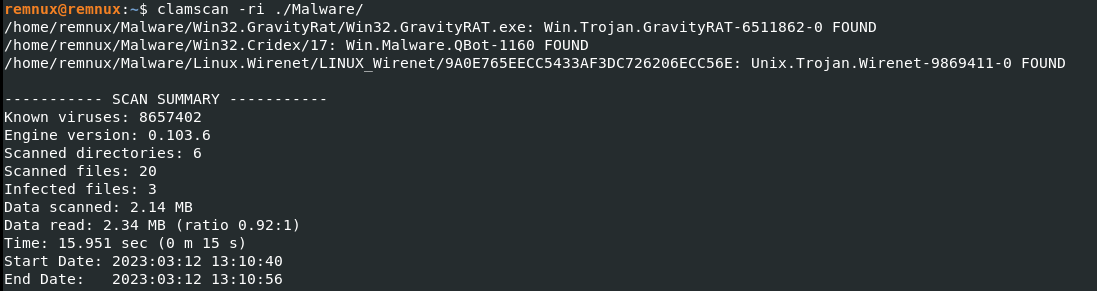 remnux@remnux:~$ clamscan -ri ./Malware/
/home/remnux/Malware/Win32.GravityRat/Win32.GravityRAT.exe: Win.Trojan.GravityRAT-6511862-0 FOUND
/home/remnux/Malware/Win32.Cridex/17: Win.Malware.QBot-1160 FOUND
/home/remnux/Malware/Linux.Wirenet/LINUX_Wirenet/9A0E765EECC5433AF3DC726206ECC56E: Unix.Trojan.Wirenet-9869411-0 FOUND

----------- SCAN SUMMARY -----------
Known viruses: 8657402
Engine version: 0.103.6
Scanned directories: 6
Scanned files: 20
Infected files: 3
Data scanned: 2.14 MB
Data read: 2.34 MB (ratio 0.92:1)
Time: 15.951 sec (0 m 15 s)
Start Date: 2023:03:12 13:10:40
End Date:   2023:03:12 13:10:56